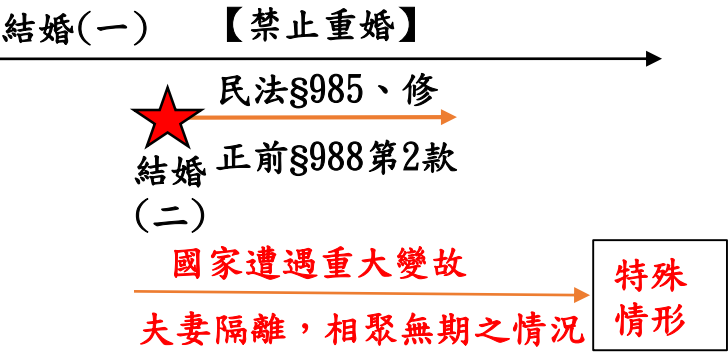 結婚(一) 【禁止重婚】
民法§985、修
正前§988第2款
結婚
(二)
國家遭遇重大變故
夫妻隔離，相聚無期之情況
特殊
情形